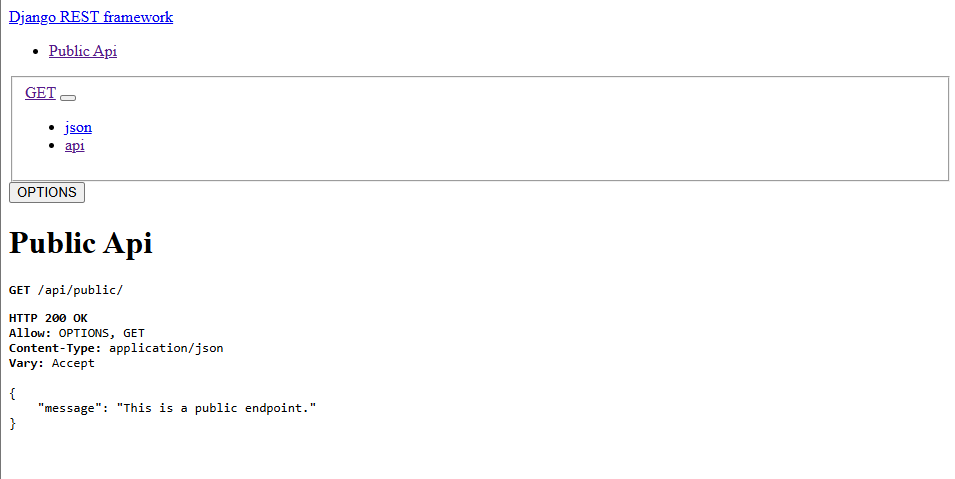 Django REST framework
Public Api
GET
json
api
OPTIONS
Public Api
GET /api/public/
HTTP 200 OK
Allow: OPTIONS, GET
Content-Type: application/json
Vary: Accept
{
    "message": "This is a public endpoint."
}